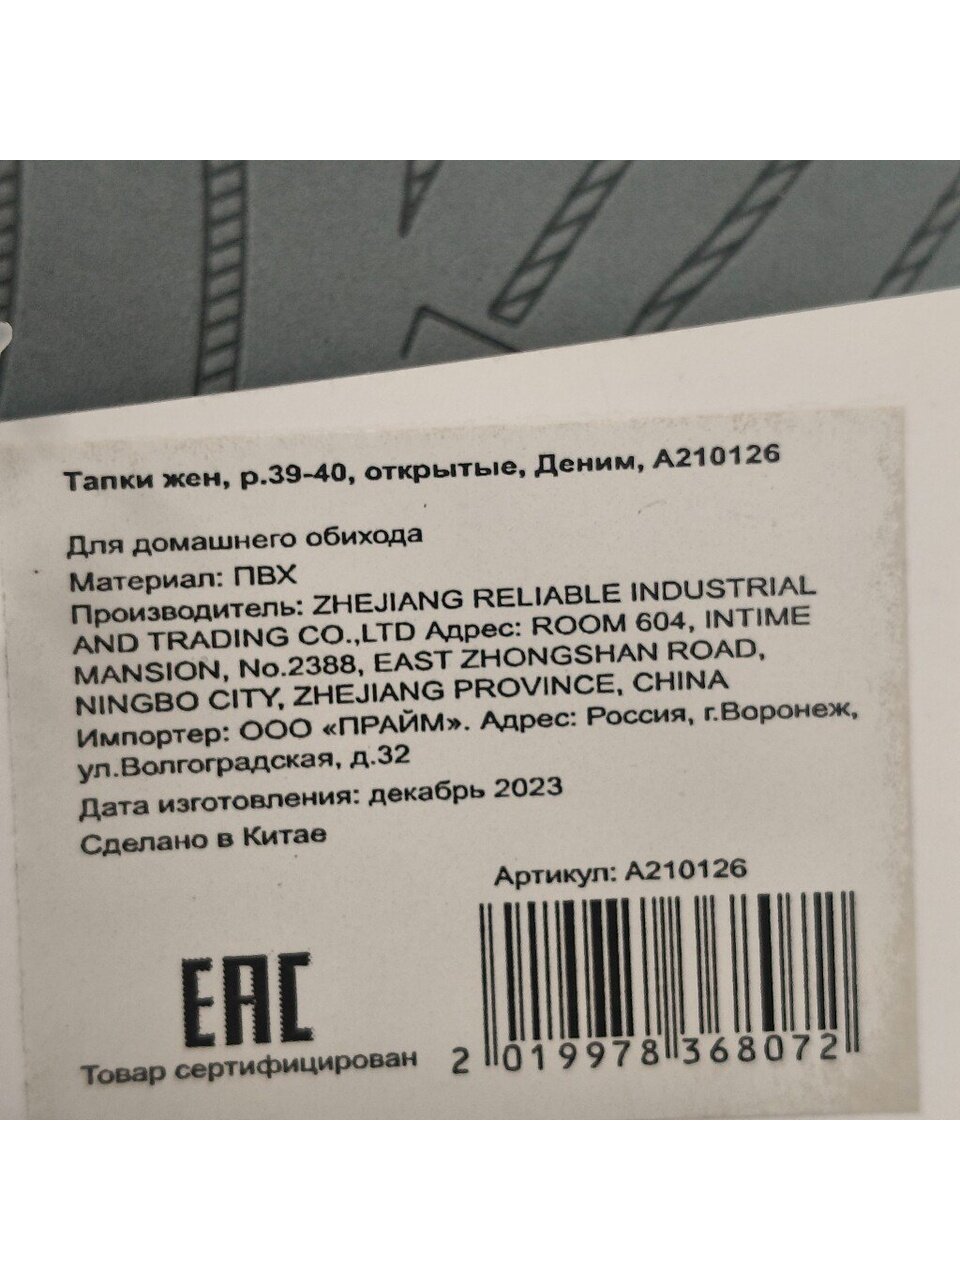 Тапки жен, р.39-40, открытые, Деним, А210126
Для домашнего обихода
Материал: ПВХ
Производитель: ZHEJIANG RELIABLE INDUSTRIAL
AND TRADING CO.,LTD Адрес: ROOM 604, INTIME
MANSION, No.2388, EAST ZHONGSHAN ROAD,
NINGBO CITY, ZHEJIANG PROVINCE, CHINA
Импортер: ООО «ПРАЙМ». Адрес: Россия, г.Воронеж,
ул.Волгоградская, д.32
Дата изготовления: декабрь 2023
Сделано в Китае
Артикул: А210126
EAC
Товар сертифицирован
2 019978 368072